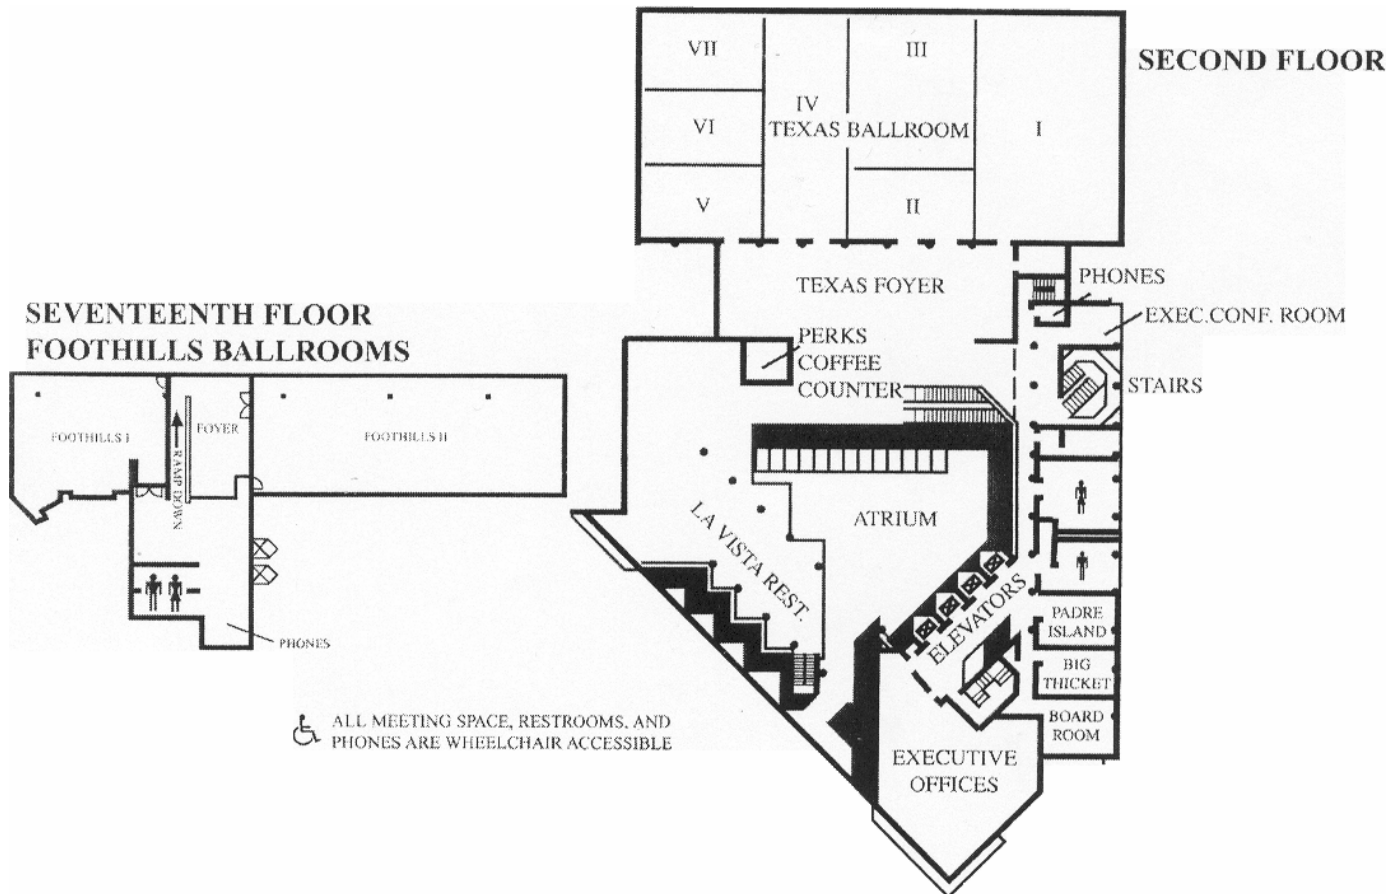 SECOND FLOOR
VII
III
IV
VI
TEXAS BALLROOM
I
V
II
TEXAS FOYER
PHONES
EXEC.CONF. ROOM
PERKS
COFFEE
COUNTER
STAIRS
ATRIUM
LA VISTA REST.
ELEVATORS
PADRE
ISLAND
BIG
THICKET
BOARD
ROOM
EXECUTIVE
OFFICES
SEVENTEENTH FLOOR
FOOTHILLS BALLROOMS
FOOTHILLS I
RAMP DOWN
FOYER
FOOTHILLS II
PHONES
ALL MEETING SPACE, RESTROOMS, AND
PHONES ARE WHEELCHAIR ACCESSIBLE